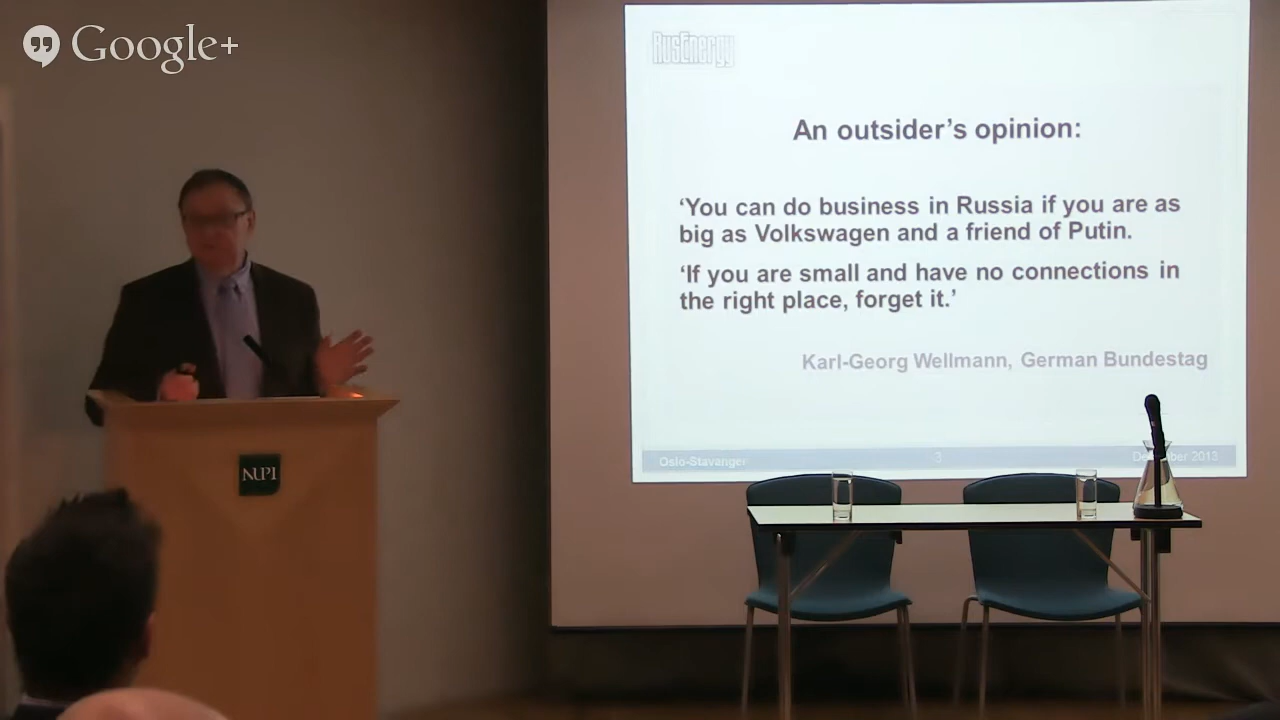 Google+
RusEnergy
An outsider's opinion:
'You can do business in Russia if you are as
big as Volkswagen and a friend of Putin.
'If you are small and have no connections in
the right place, forget it.'
Karl-Georg Wellmann, German Bundestag
Oslo-Stavanger
3
2013
NUPI